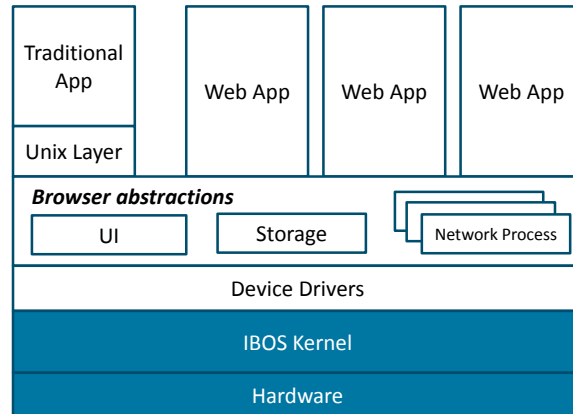 Traditional
App
Web App
Web App
Web App
Unix Layer
Browser abstractions
UI
Storage
Network Process
Device Drivers
IBOS Kernel
Hardware